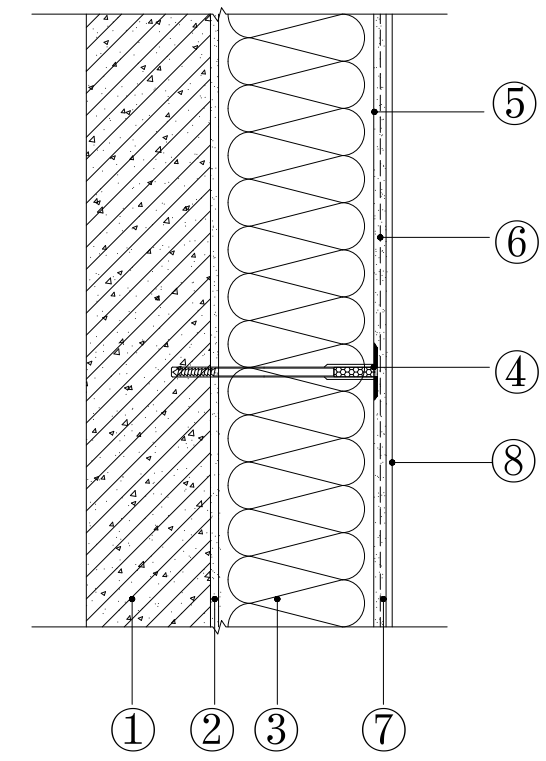 ⑤
⑥
④
⑧
① ② ③ ⑦